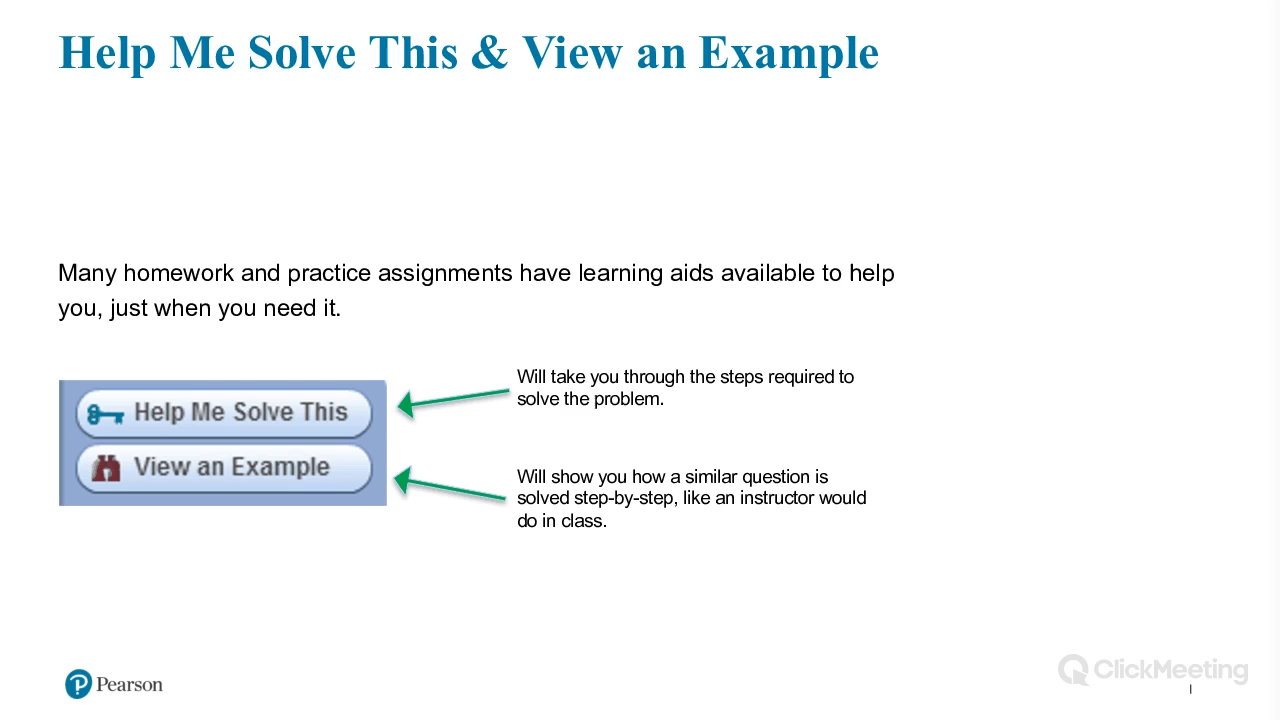 Help Me Solve This & View an Example
Many homework and practice assignments have learning aids available to help
you, just when you need it.
Will take you through the steps required to
solve the problem.
Help Me Solve This
View an Example
Will show you how a similar question is
solved step-by-step, like an instructor would
do in class.
Pearson
ClickMeeting